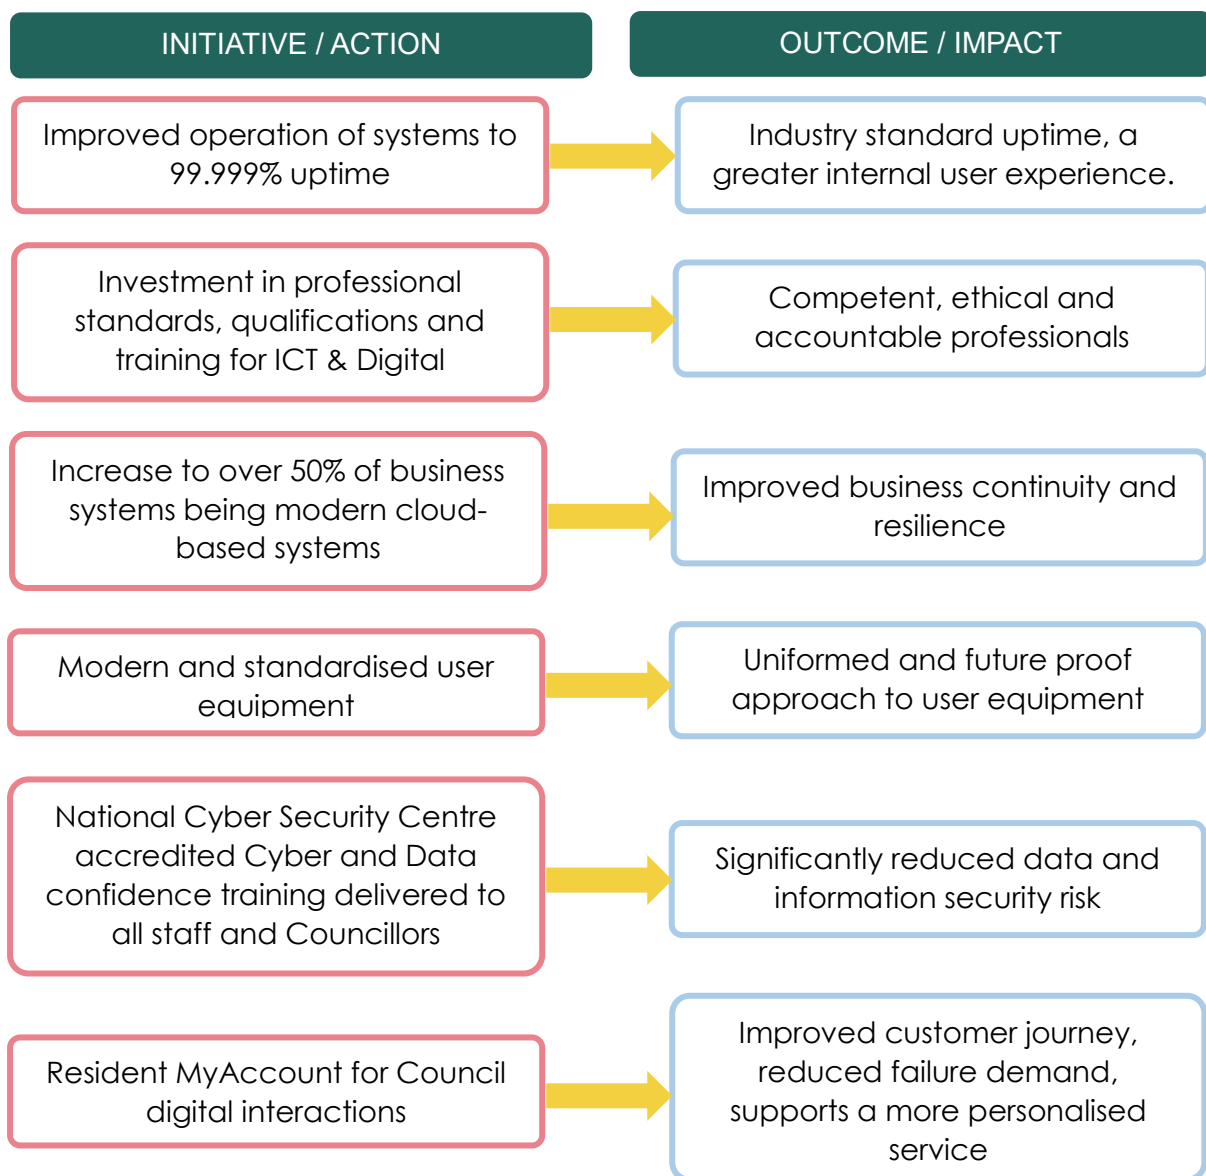 INITIATIVE / ACTION
OUTCOME / IMPACT
Improved operation of systems to
99.999% uptime
Industry standard uptime, a
greater internal user experience.
Investment in professional
standards, qualifications and
training for ICT & Digital
Competent, ethical and
accountable professionals
Increase to over 50% of business
systems being modern cloud-
based systems
Improved business continuity and
resilience
Modern and standardised user
equipment
Uniformed and future proof
approach to user equipment
National Cyber Security Centre
accredited Cyber and Data
confidence training delivered to
all staff and Councillors
Significantly reduced data and
information security risk
Resident MyAccount for Council
digital interactions
Improved customer journey,
reduced failure demand,
supports a more personalised
service